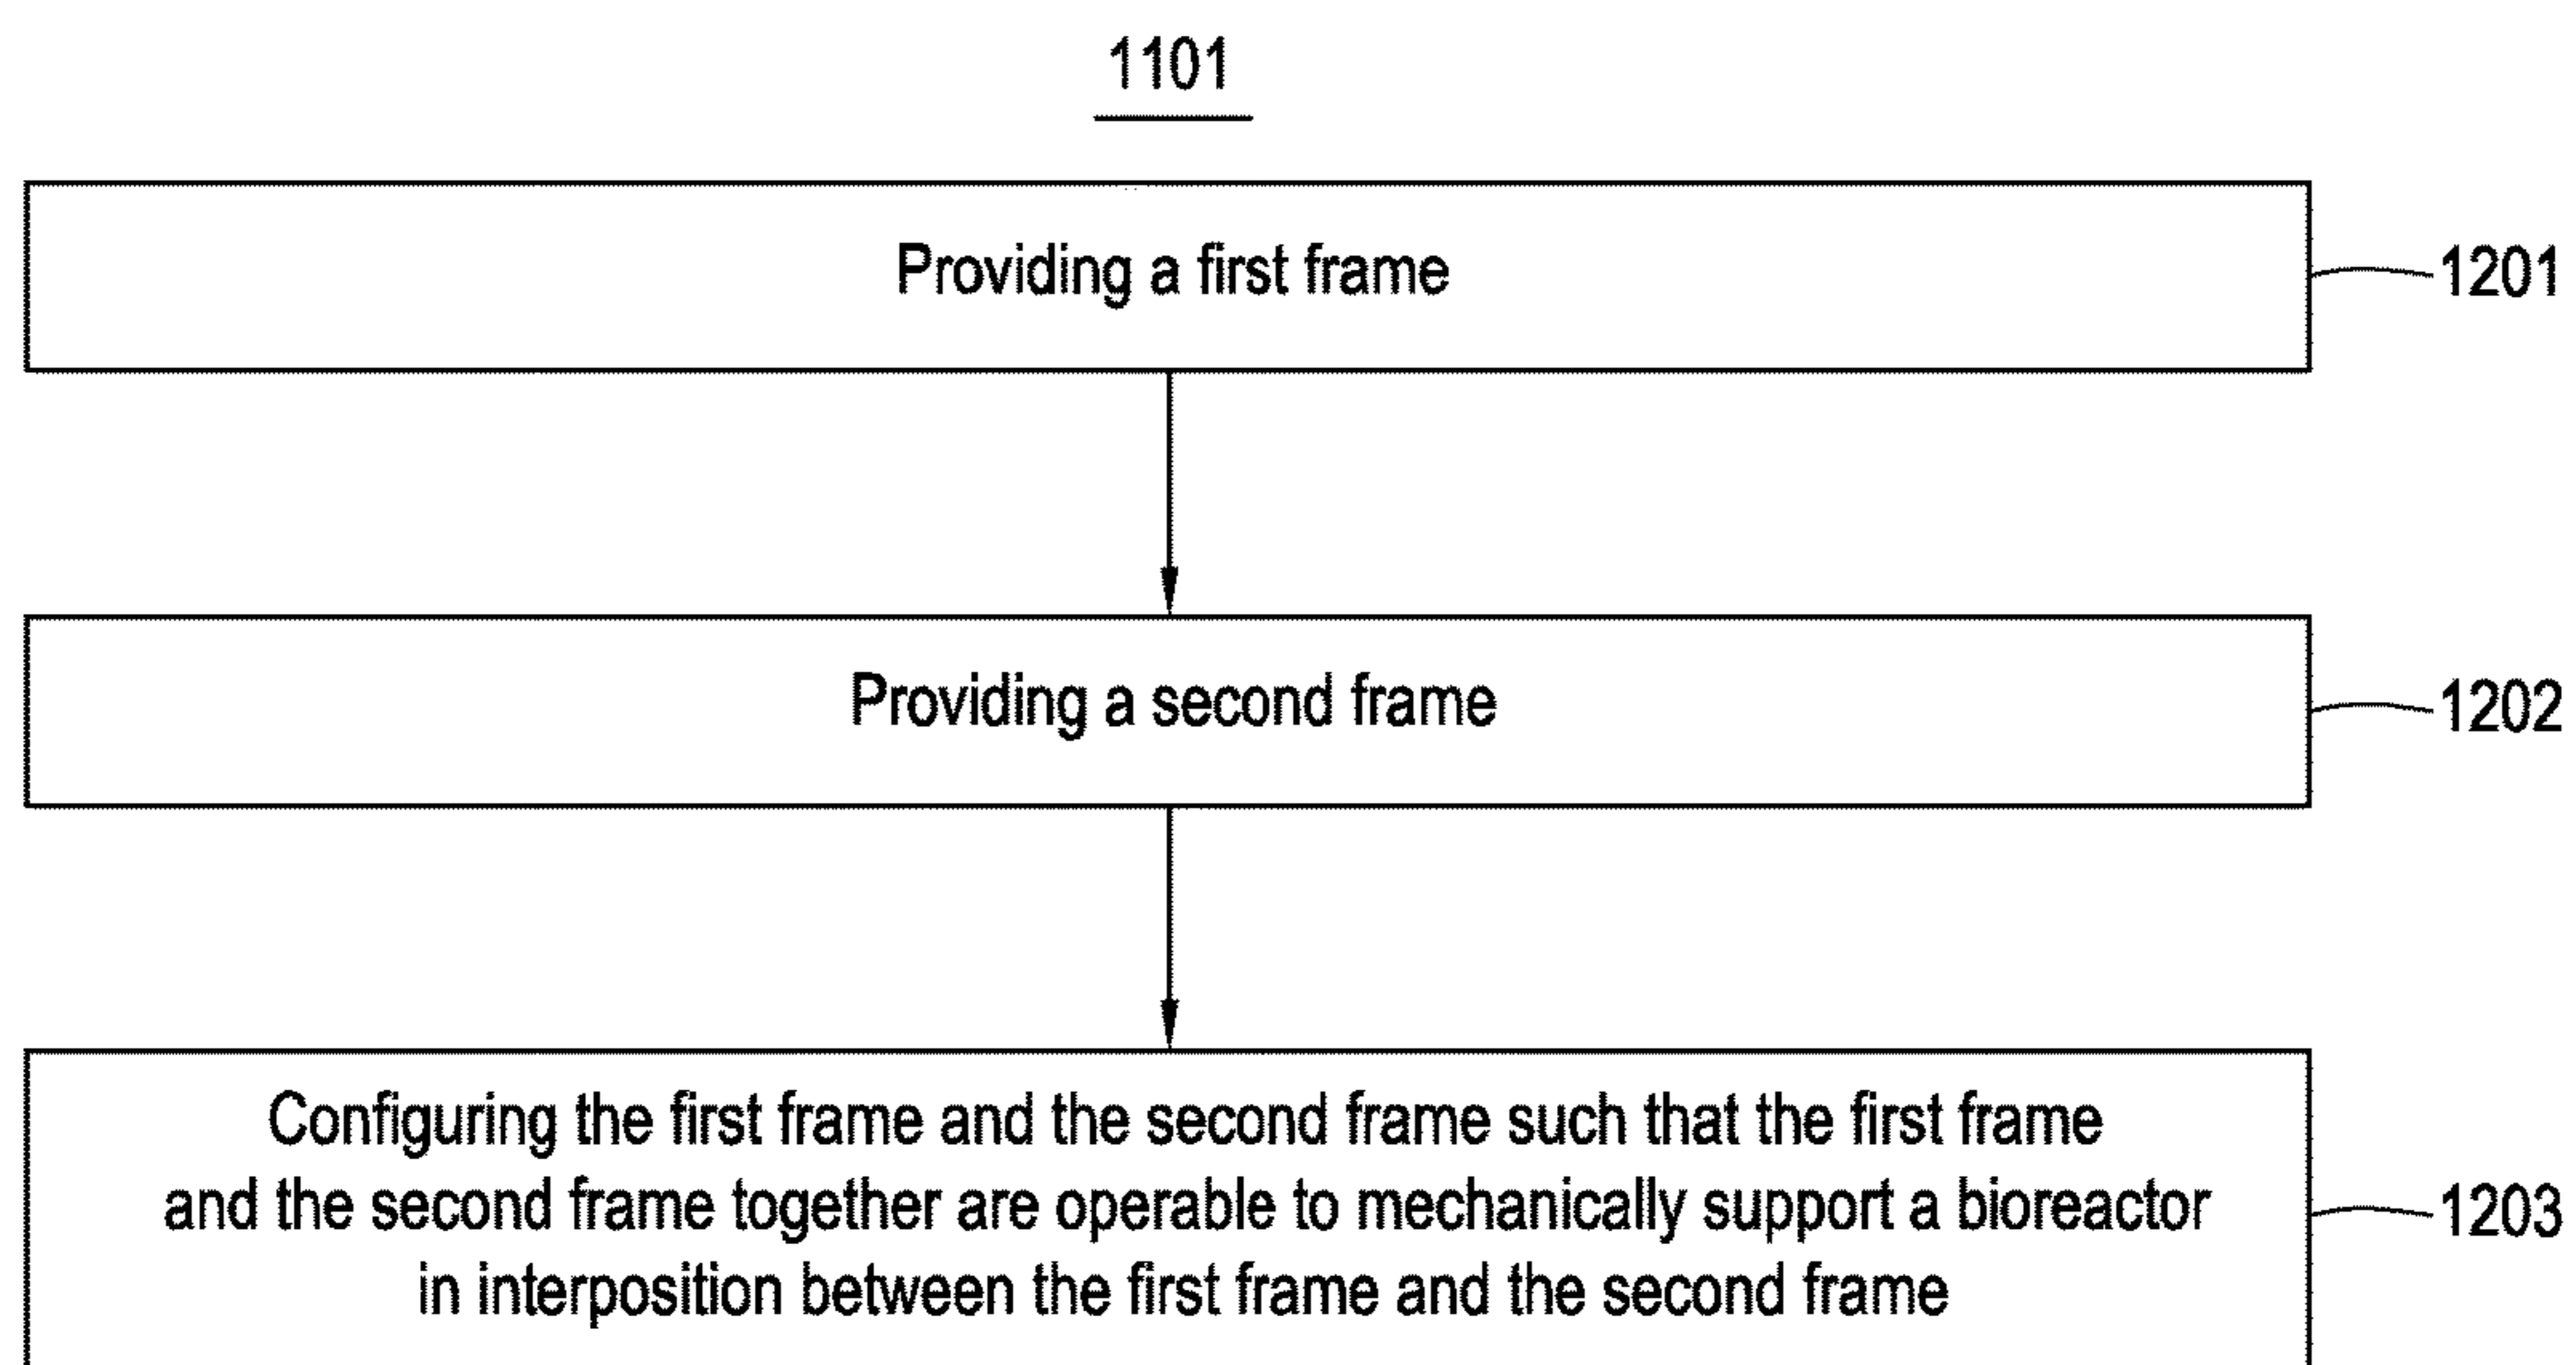 1101
Providing a first frame
1201
Providing a second frame
1202
Configuring the first frame and the second frame such that the first frame
and the second frame together are operable to mechanically support a bioreactor
in interposition between the first frame and the second frame
1203